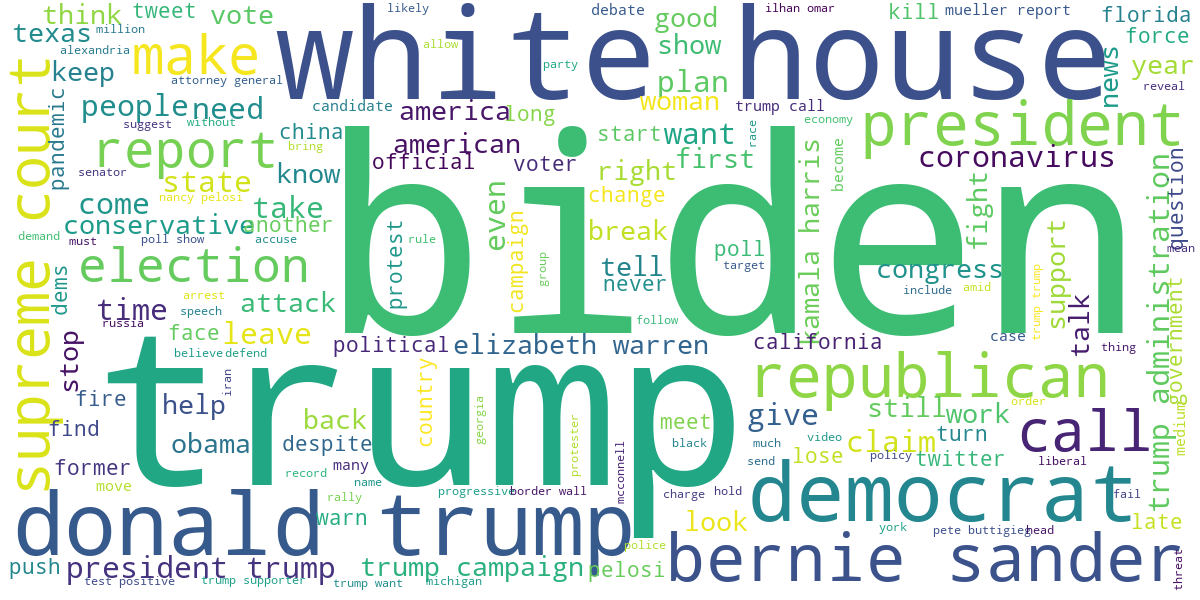 think
tweet
vote
likely
debate
good
ilhan omar
kill
mueller report
florida
texas
million
alexandria
make
white house
allow
show
force
keep
attorney general
party
plan
news
year
reveal
supreme court
pandemic
people
need
candidate
america
long
woman
trump call
economy
president
suggest
without
china
american
start
want
race
report
bring
official
voter
right
first
become
coronavirus
senator
state
know
nancy pelosi
change
come
take
conservative
another
even
biden
break
poll
kamala harris
fight
support
trump administration
question
demand
must
poll show
accuse
protest
rule
campaign
group
tell
target
congress
mean
election
never
include
amid
dems
time
arrest
speech
attack
follow
trump trump
talk
russia
face
leave
political
elizabeth warren
california
case
thing
stop
believe
defend
iran
trump
republican
government
fire
help
country
georgia
find
obama
back
despite
protester
meet
black
give
still
work
order
call
medium
much
video
claim
turn
former
many
mcconnell
send
lose
policy
twitter
liberal
move
record
name
progressive
border wall
charge
hold
democrat
fail
rally
donald trump
warn
look
york
pete buttigieg
head
late
police
push
president trump
trump campaign
pelosi
bernie sander
threat
test positive
trump supporter
trump want
michigan